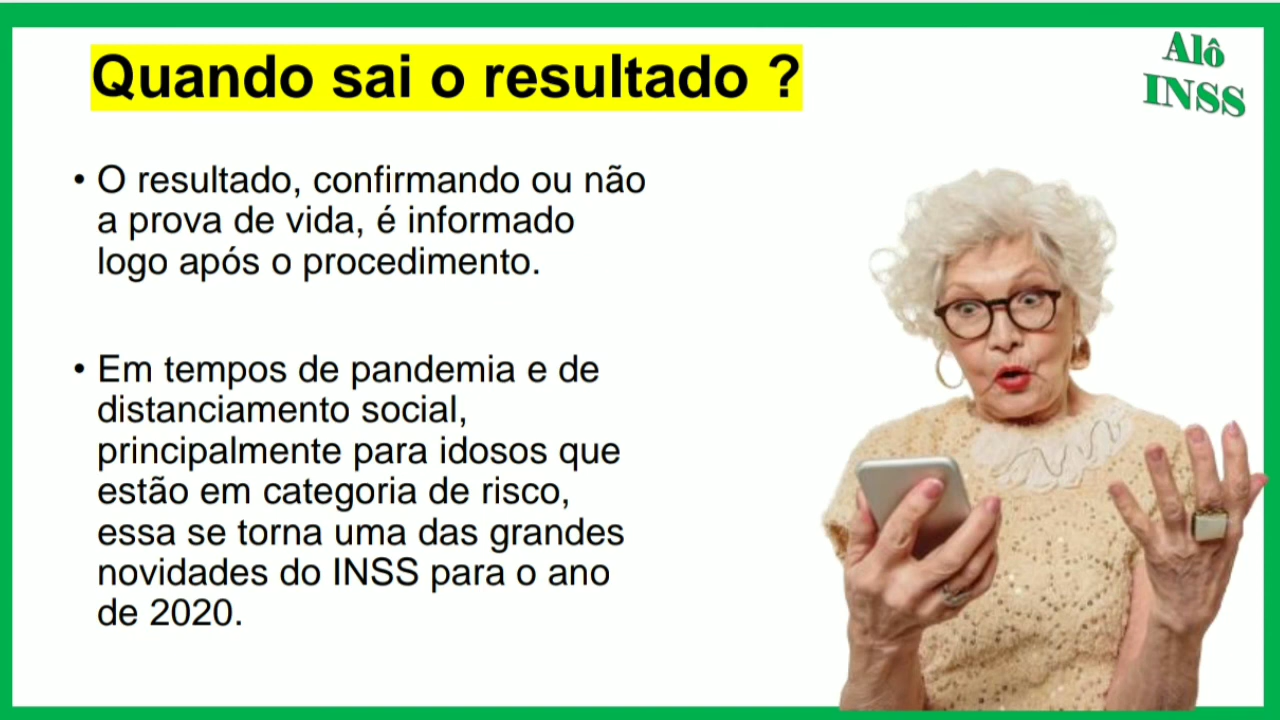 Quando sai o resultado ?
Alô
INSS
• O resultado, confirmando ou não
a prova de vida, é informado
logo após o procedimento.
• Em tempos de pandemia e de
distanciamento social,
principalmente para idosos que
estão em categoria de risco,
essa se torna uma das grandes
novidades do INSS para o ano
de 2020.